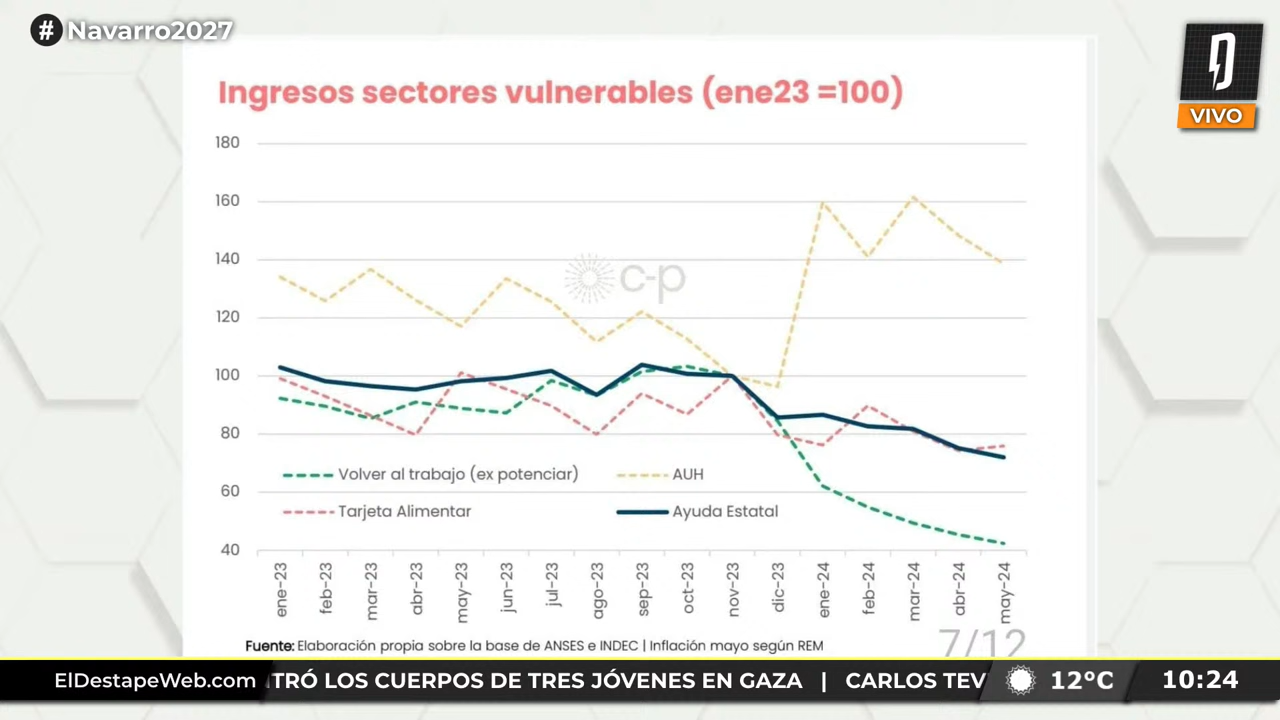 # Navarro2027
VIVO
Ingresos sectores vulnerables (ene23 =100)
180
160
140
120
100
80
60
40
c-p
Volver al trabajo (ex potenciar)
AUH
Tarjeta Alimentar
Ayuda Estatal
ene-23
feb-23
mar-23
abr-23
may-23
jun-23
jul-23
ago-23
sep-23
oct-23
nov-23
dic-23
ene-24
feb-24
mar-24
abr-24
may-24
Fuente: Elaboración propia sobre la base de ANSES e INDEC | Inflación mayo según REM
7/12
ElDestapeWeb.com
TRÓ LOS CUERPOS DE TRES JÓVENES EN GAZA | CARLOS TEV
12°C
10:24